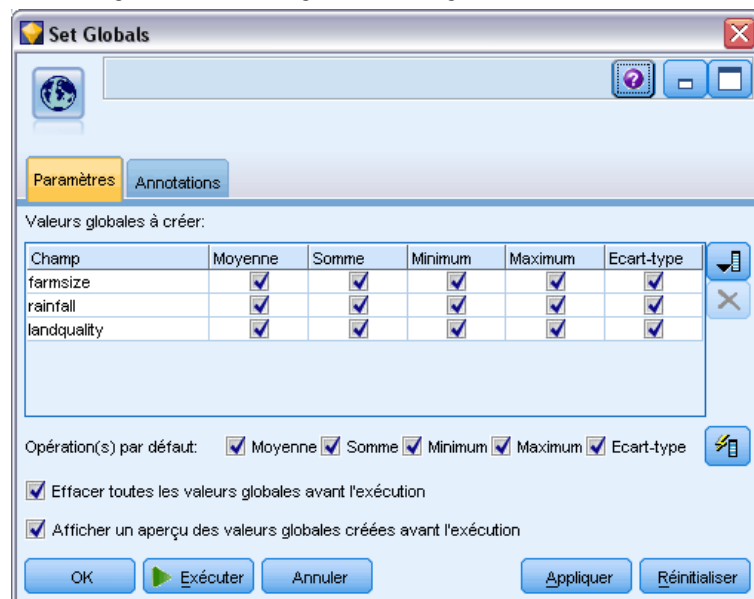 Set Globals
Paramètres Annotations
Valeurs globales à créer:
Champ Moyenne Somme Minimum Maximum Ecart-type
farmsize
rainfall
landquality
Opération(s) par défaut: Moyenne Somme Minimum Maximum Ecart-type
Effacer toutes les valeurs globales avant l'exécution
Afficher un aperçu des valeurs globales créées avant l'exécution
OK Exécuter Annuler Appliquer Réinitialiser